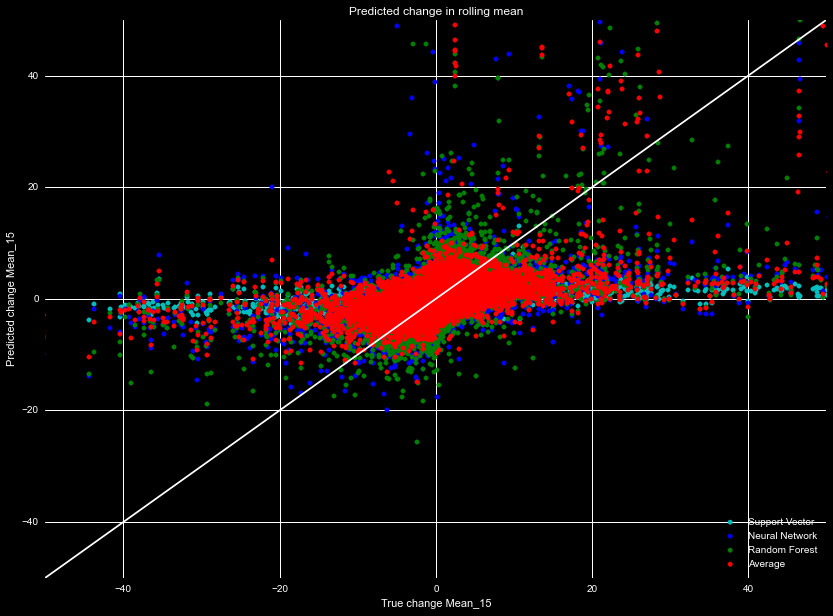 Predicted change in rolling mean
Predicted change Mean_15
40
20
0
−20
−40
−40
−20
0
20
40
True change Mean_15
Support Vector
Neural Network
Random Forest
Average